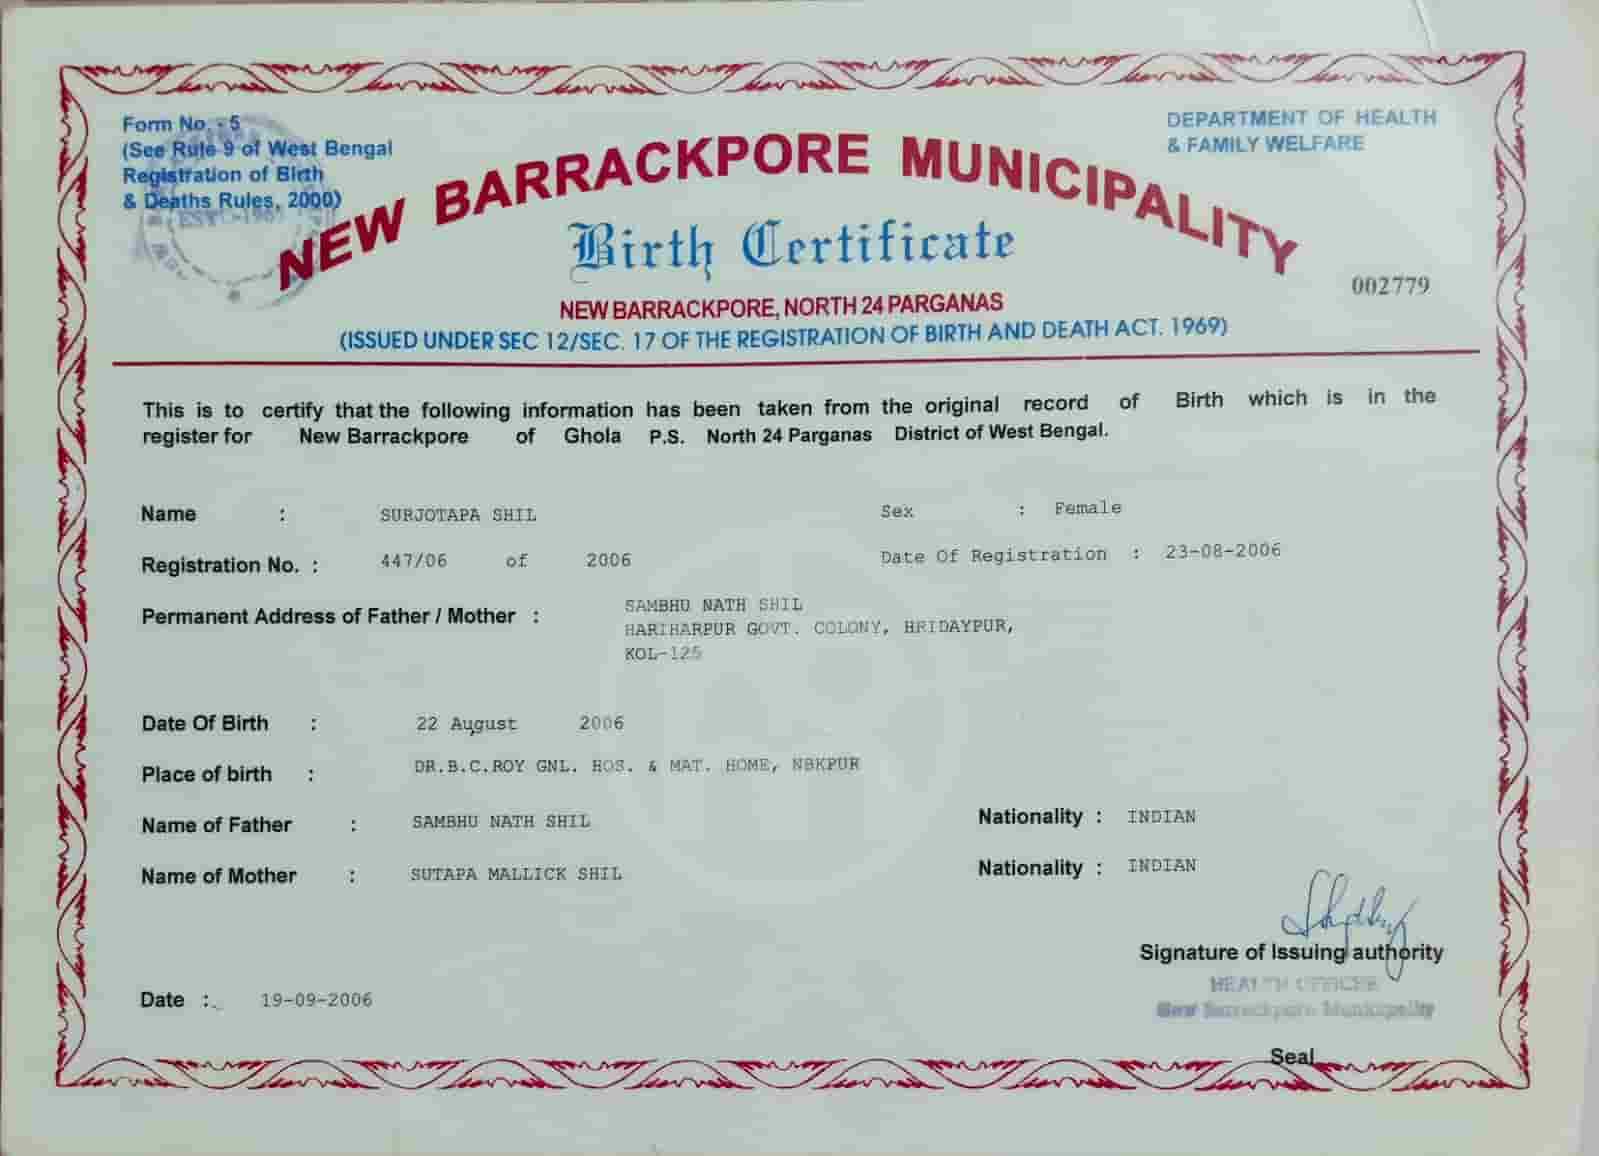 Form No. - 5
(See Rule 9 of West Bengal
Registration of Birth
& Deaths Rules, 2000)
ESTD-1965
DEPARTMENT OF HEALTH
& FAMILY WELFARE
NEW BARRACKPORE MUNICIPALITY
Birth Certificate
002779
NEW BARRACKPORE, NORTH 24 PARGANAS
(ISSUED UNDER SEC 12/SEC. 17 OF THE REGISTRATION OF BIRTH AND DEATH ACT. 1969)
This is to certify that the following information has been taken from the original record of Birth which is in the
register for New Barrackpore of Ghola P.S. North 24 Parganas District of West Bengal.
Name : SURJOTAPA SHIL Sex : Female
Registration No. : 447/06 of 2006 Date Of Registration : 23-08-2006
Permanent Address of Father / Mother : SAMBHU NATH SHIL
HARIHARPUR GOVT. COLONY, HRIDAYPUR,
KOL-125
Date Of Birth : 22 August 2006
Place of birth : DR.B.C.ROY GNL. HOS. & MAT. HOME, NBKPUR
Name of Father : SAMBHU NATH SHIL Nationality : INDIAN
Name of Mother : SUTAPA MALLICK SHIL Nationality : INDIAN
Signature of Issuing authority
HEALTH OFFICER
New Barrackpore Municipality
Date : 19-09-2006
Seal